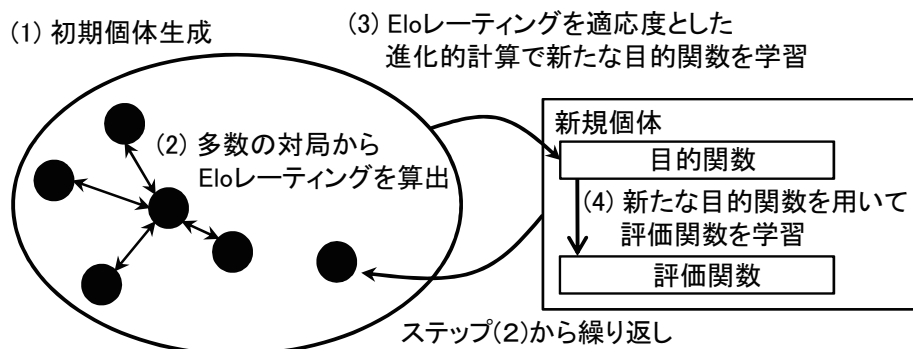 (1) 初期個体生成
(3) Eloレーティングを適応度とした
進化的計算で新たな目的関数を学習
(2) 多数の対局から
Eloレーティングを算出
新規個体
目的関数
(4) 新たな目的関数を用いて
評価関数を学習
評価関数
ステップ(2)から繰り返し